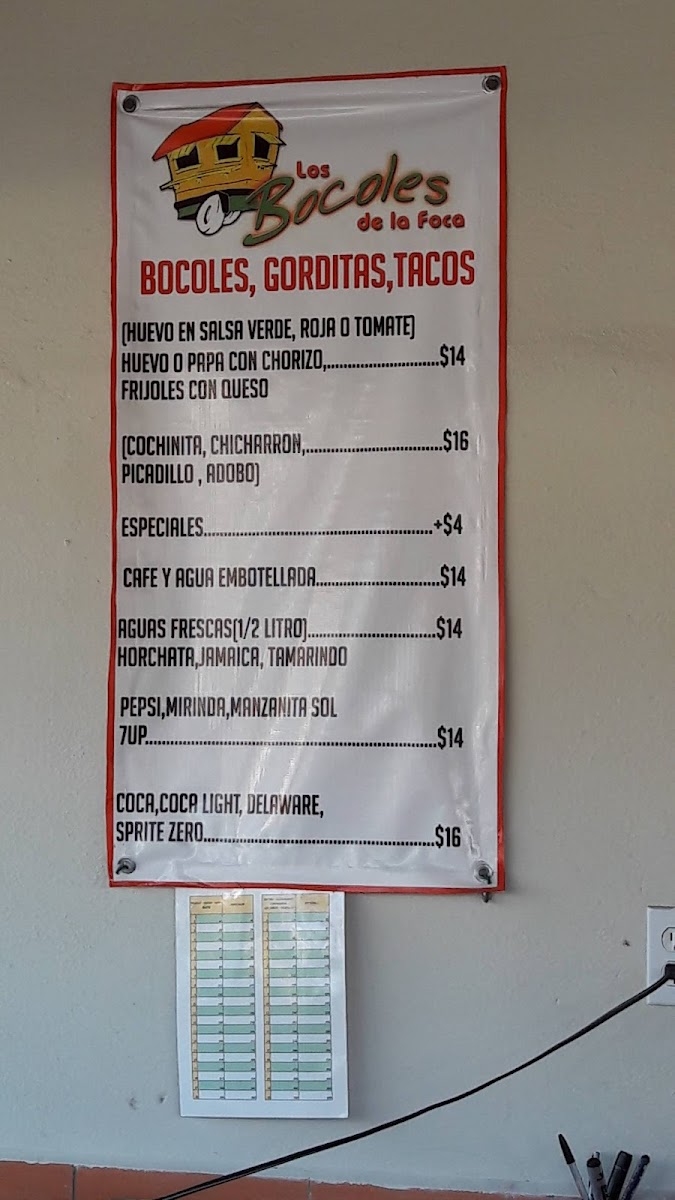 Los
Bocoles
de la Foca
BOCOLES, GORDITAS,TACOS
(HUEVO EN SALSA VERDE, ROJA O TOMATE)
HUEVO O PAPA CON CHORIZO,...........................$14
FRIJOLES CON QUESO
(COCHINITA, CHICHARRON,.................................$16
PICADILLO , ADOBO)
ESPECIALES.......................................................+$4
CAFE Y AGUA EMBOTELLADA..............................$14
AGUAS FRESCAS(1/2 LITRO)...............................$14
HORCHATA,JAMAICA, TAMARINDO
PEPSI,MIRINDA,MANZANITA SOL
7UP......................................................................$14
COCA,COCA LIGHT, DELAWARE,
SPRITE ZERO........................................................$16